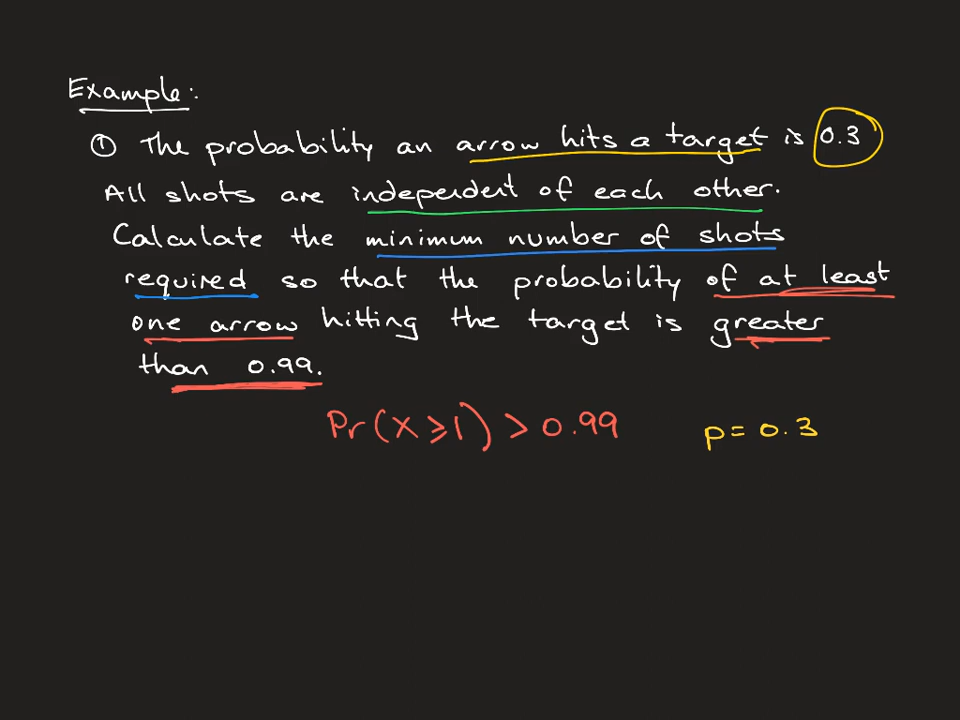 Example:
① The probability an arrow hits a target is 0.3
All shots are independent of each other.
Calculate the minimum number of shots
required so that the probability of at least
one arrow hitting the target is greater
than 0.99.
Pr(X ≥ 1) > 0.99 p = 0.3